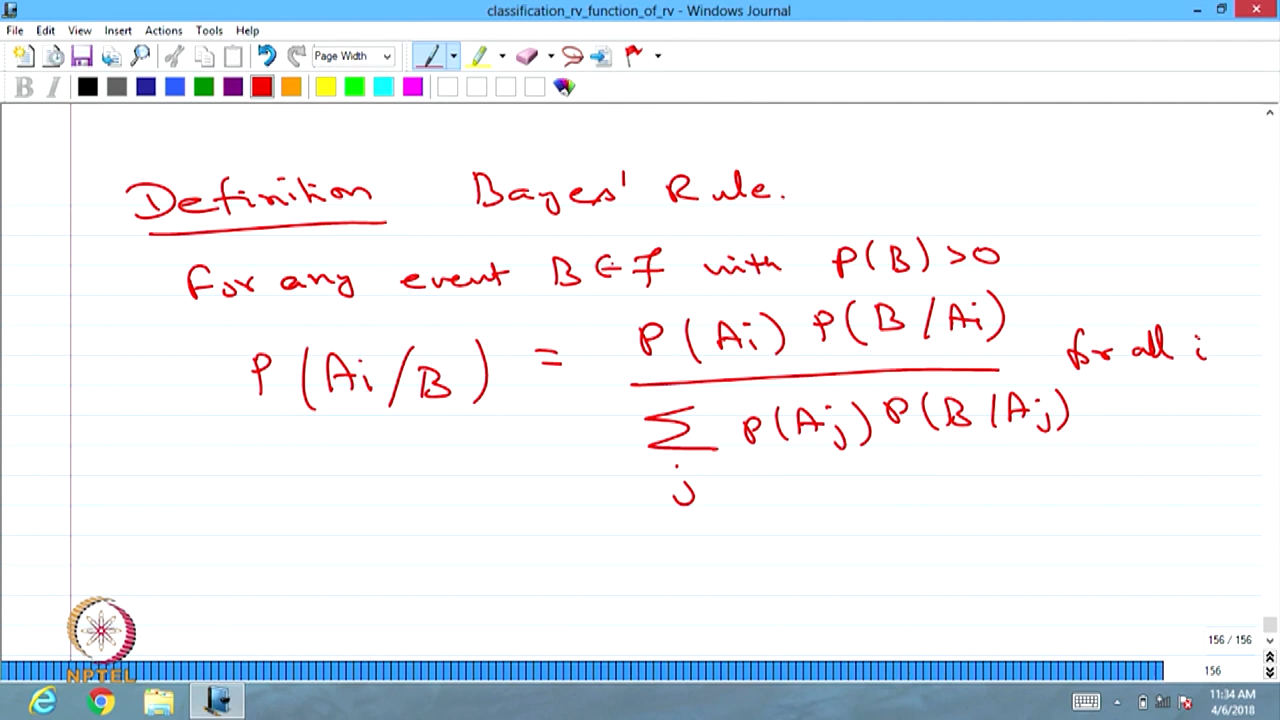 classification_rv_function_of_rv - Windows Journal
File Edit View Insert Actions Tools Help
Page Width
B I
Definition Bayes' Rule.
For any event B ∈ F with P(B) > 0
P(Ai/B) = P(Ai) P(B/Ai) for all i
∑ P(Aj) P(B/Aj)
j
156 / 156
NPTEL
156
11:34 AM
4/6/2018